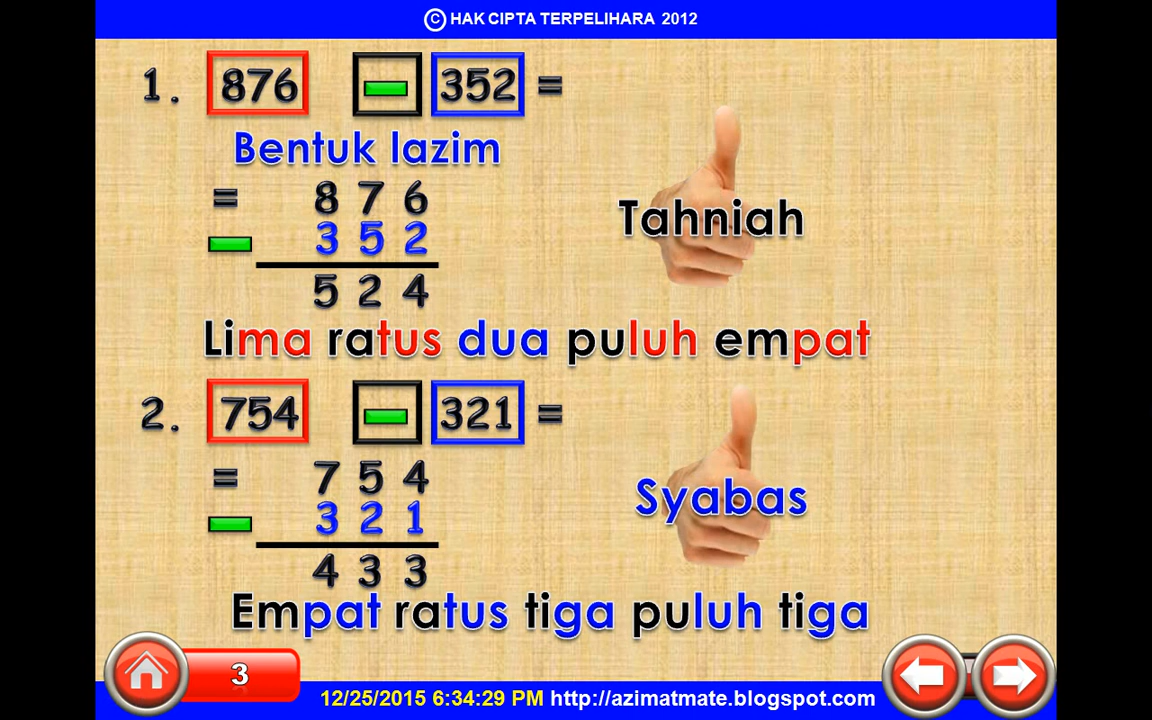 © HAK CIPTA TERPELIHARA 2012
1. 876 - 352 =
Bentuk lazim
= 8 7 6
- 3 5 2
5 2 4
Tahniah
Lima ratus dua puluh empat
2. 754 - 321 =
= 7 5 4
- 3 2 1
4 3 3
Syabas
Empat ratus tiga puluh tiga
3
12/25/2015 6:34:29 PM http://azimatmate.blogspot.com